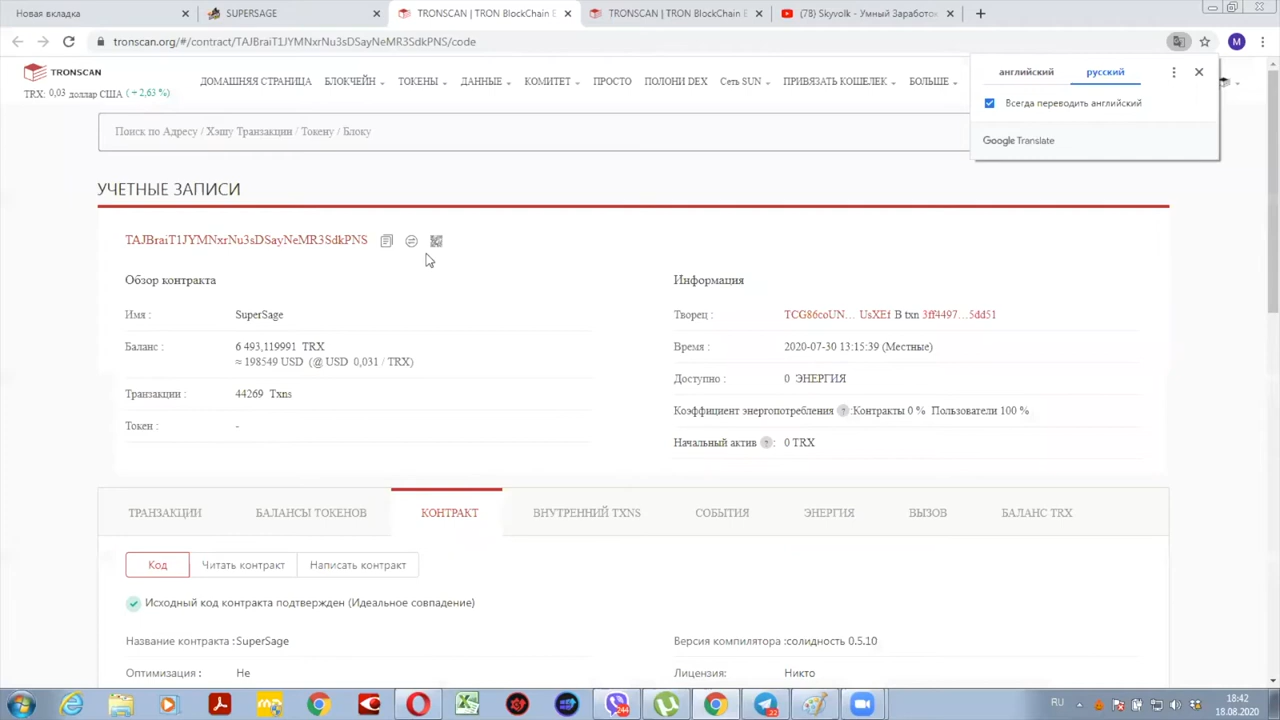 Новая вкладка
SUPERSAGE
TRONSCAN | TRON BlockChain E
TRONSCAN | TRON BlockChain E
(78) Skyvolk - Умный Заработок
tronscan.org/#/contract/TAJBraiT1JYMNxrNu3sDSayNeMR3SdkPNS/code
M
TRONSCAN
TRX: 0,03 доллар США ( + 2,63 %)
ДОМАШНЯЯ СТРАНИЦА
БЛОКЧЕЙН
ТОКЕНЫ
ДАННЫЕ
КОМИТЕТ
ПРОСТО
ПОЛОНИ DEX
Сеть SUN
ПРИВЯЗАТЬ КОШЕЛЕК
БОЛЬШЕ
английский
русский
Всегда переводить английский
Google Translate
Поиск по Адресу / Хэшу Транзакции / Токену / Блоку
УЧЕТНЫЕ ЗАПИСИ
TAJBraiT1JYMNxrNu3sDSayNeMR3SdkPNS
Обзор контракта
Имя : SuperSage
Баланс : 6 493,119991 TRX
≈ 198549 USD (@ USD 0,031 / TRX)
Транзакции : 44269 Txns
Токен : -
Информация
Творец : TCG86coUN... UsXEf В txn 3ff4497...5dd51
Время : 2020-07-30 13:15:39 (Местные)
Доступно : 0 ЭНЕРГИЯ
Коэффициент энергопотребления ? :Контракты 0 % Пользователи 100 %
Начальный актив ? : 0 TRX
ТРАНЗАКЦИИ
БАЛАНСЫ ТОКЕНОВ
КОНТРАКТ
ВНУТРЕННИЙ TXNS
СОБЫТИЯ
ЭНЕРГИЯ
ВЫЗОВ
БАЛАНС TRX
Код
Читать контракт
Написать контракт
Исходный код контракта подтвержден (Идеальное совпадение)
Название контракта : SuperSage
Версия компилятора :солидность 0.5.10
Оптимизация : Не
Лицензия : Никто
244
23
RU
18:42
18.08.2020